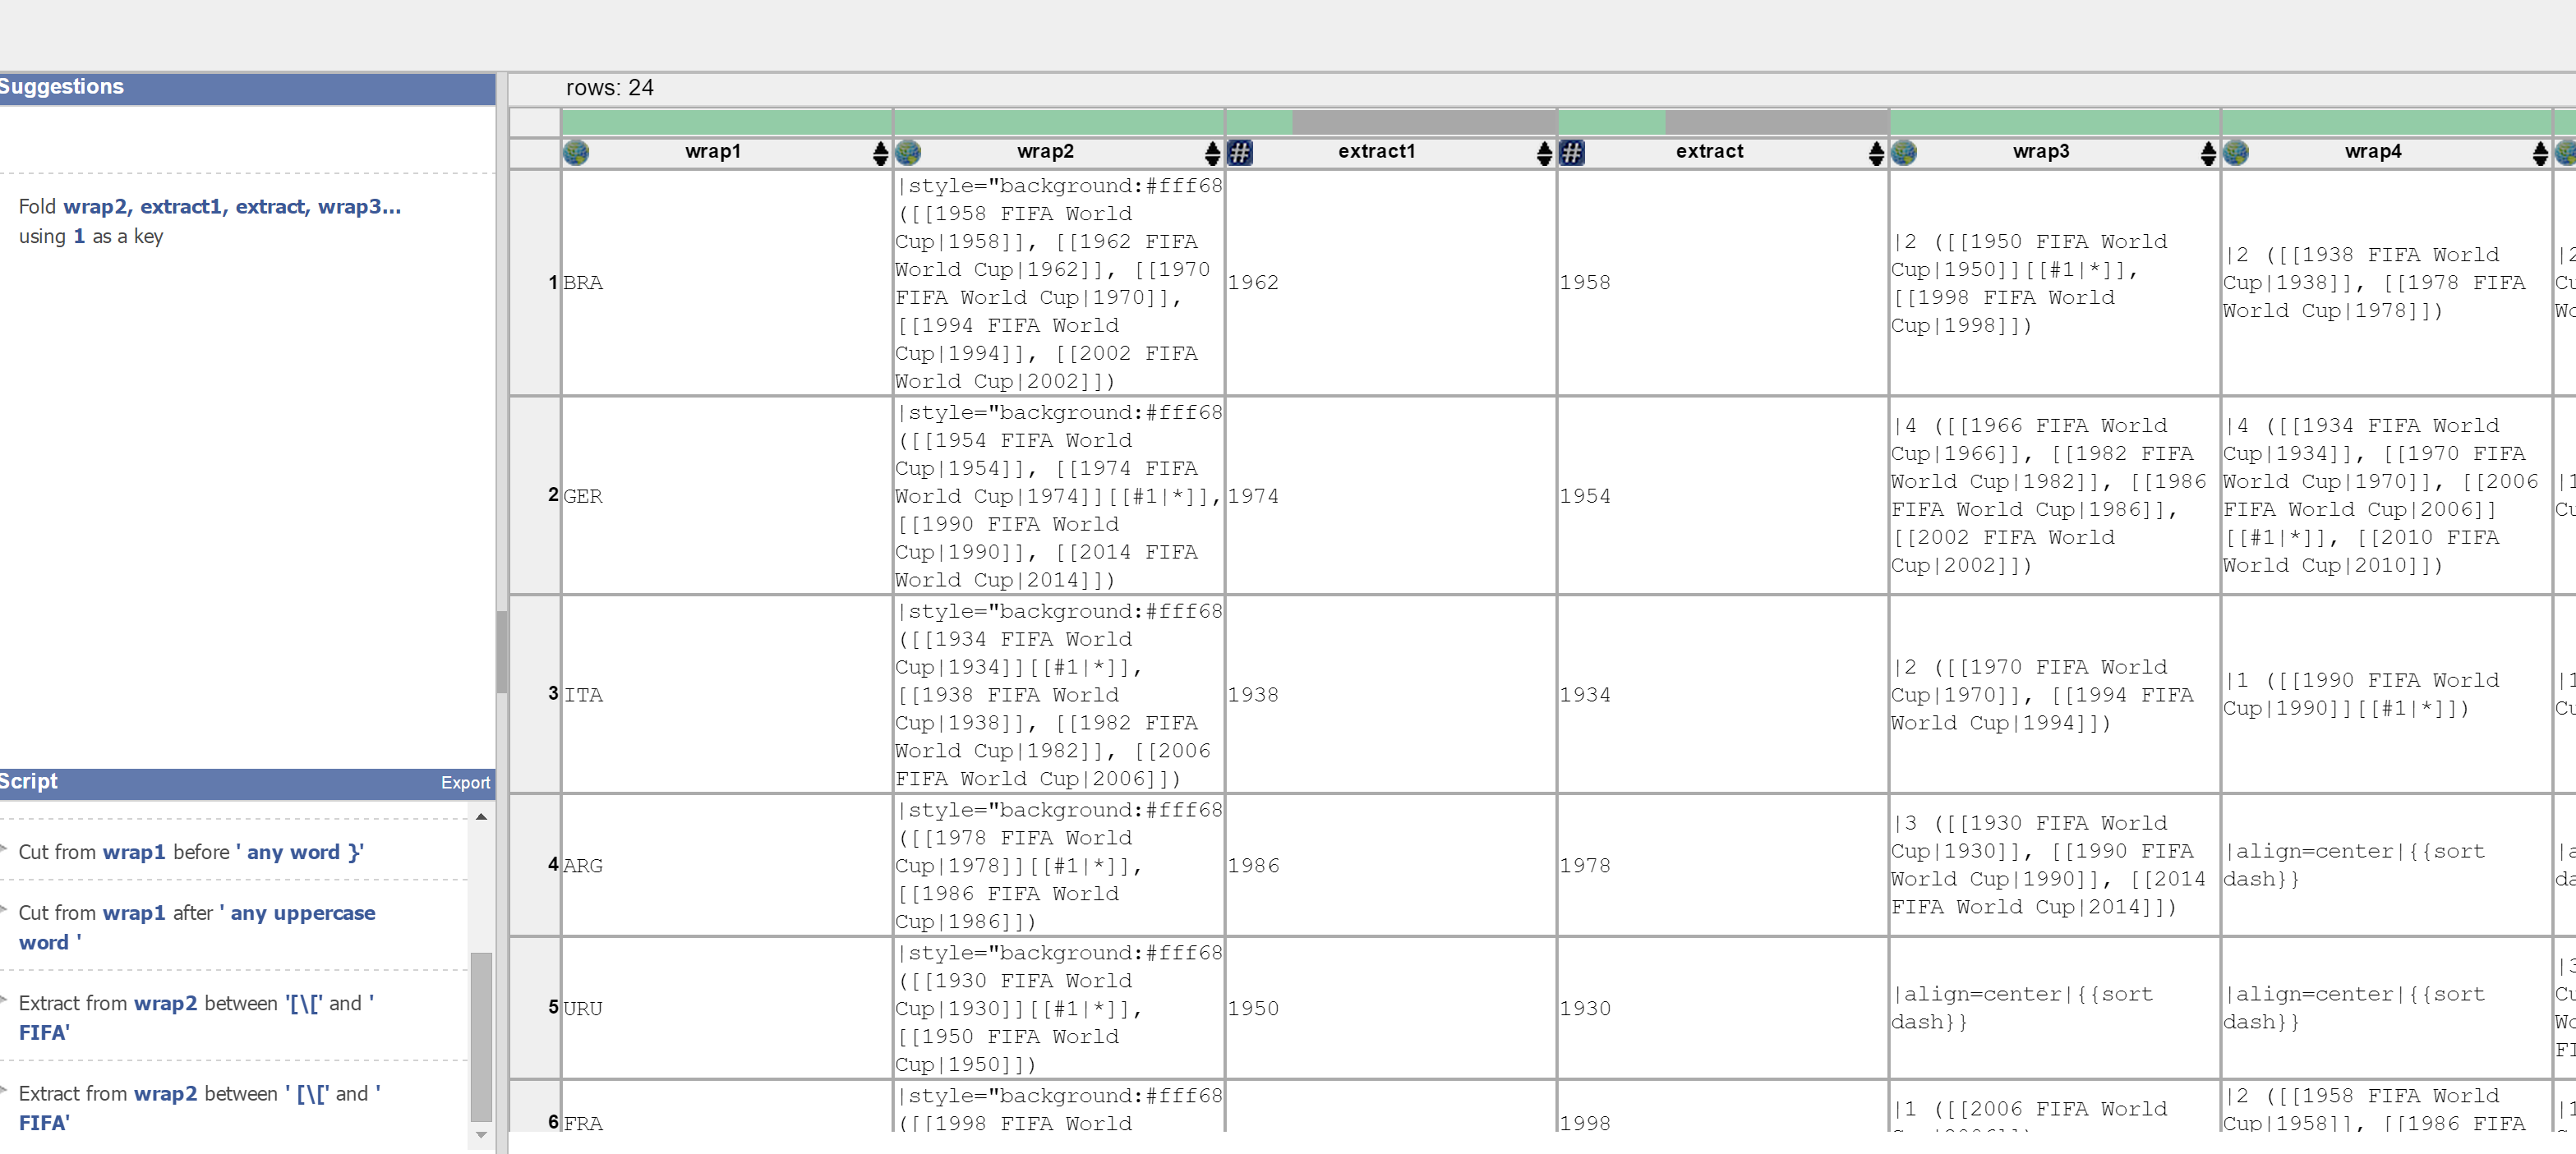 Suggestions
Fold wrap2, extract1, extract, wrap3...
using 1 as a key
Script
Export
Cut from wrap1 before ' any word }'
Cut from wrap1 after ' any uppercase
word '
Extract from wrap2 between '[\[' and '
FIFA'
Extract from wrap2 between ' [\[' and '
FIFA'
rows: 24
wrap1
wrap2
# extract1
# extract
wrap3
wrap4
1
BRA
|style="background:#fff68
([[1958 FIFA World
Cup|1958]], [[1962 FIFA
World Cup|1962]], [[1970
FIFA World Cup|1970]],
[[1994 FIFA World
Cup|1994]], [[2002 FIFA
World Cup|2002]])
1962
1958
|2 ([[1950 FIFA World
Cup|1950]][[#1|*]],
[[1998 FIFA World
Cup|1998]])
|2 ([[1938 FIFA World
Cup|1938]], [[1978 FIFA
World Cup|1978]])
2
GER
|style="background:#fff68
([[1954 FIFA World
Cup|1954]], [[1974 FIFA
World Cup|1974]][[#1|*]],
[[1990 FIFA World
Cup|1990]], [[2014 FIFA
World Cup|2014]])
1974
1954
|4 ([[1966 FIFA World
Cup|1966]], [[1982 FIFA
World Cup|1982]], [[1986
FIFA World Cup|1986]],
[[2002 FIFA World
Cup|2002]])
|4 ([[1934 FIFA World
Cup|1934]], [[1970 FIFA
World Cup|1970]], [[2006
FIFA World Cup|2006]]
[[#1|*]], [[2010 FIFA
World Cup|2010]])
3
ITA
|style="background:#fff68
([[1934 FIFA World
Cup|1934]][[#1|*]],
[[1938 FIFA World
Cup|1938]], [[1982 FIFA
World Cup|1982]], [[2006
FIFA World Cup|2006]])
1938
1934
|2 ([[1970 FIFA World
Cup|1970]], [[1994 FIFA
World Cup|1994]])
|1 ([[1990 FIFA World
Cup|1990]][[#1|*]])
4
ARG
|style="background:#fff68
([[1978 FIFA World
Cup|1978]][[#1|*]],
[[1986 FIFA World
Cup|1986]])
1986
1978
|3 ([[1930 FIFA World
Cup|1930]], [[1990 FIFA
World Cup|1990]], [[2014
FIFA World Cup|2014]])
|align=center|{{sort
dash}}
5
URU
|style="background:#fff68
([[1930 FIFA World
Cup|1930]][[#1|*]],
[[1950 FIFA World
Cup|1950]])
1950
1930
|align=center|{{sort
dash}}
|align=center|{{sort
dash}}
6
FRA
|style="background:#fff68
([[1998 FIFA World
1998
|1 ([[2006 FIFA World
|2 ([[1958 FIFA World
Cup|1958]], [[1986 FIFA